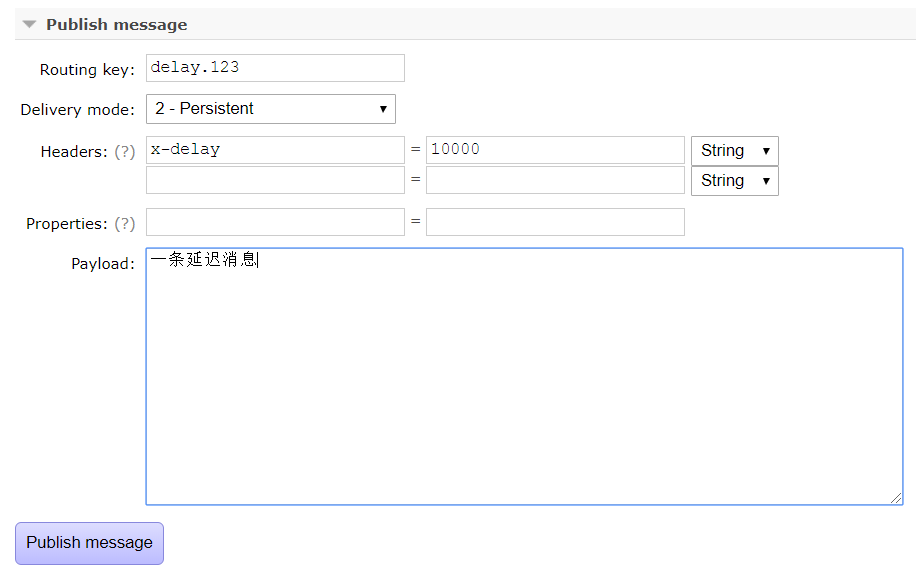 Publish message
Routing key: delay.123
Delivery mode: 2 - Persistent
Headers: (?) x-delay = 10000 String
= String
Properties: (?) =
Payload: 一条延迟消息
Publish message